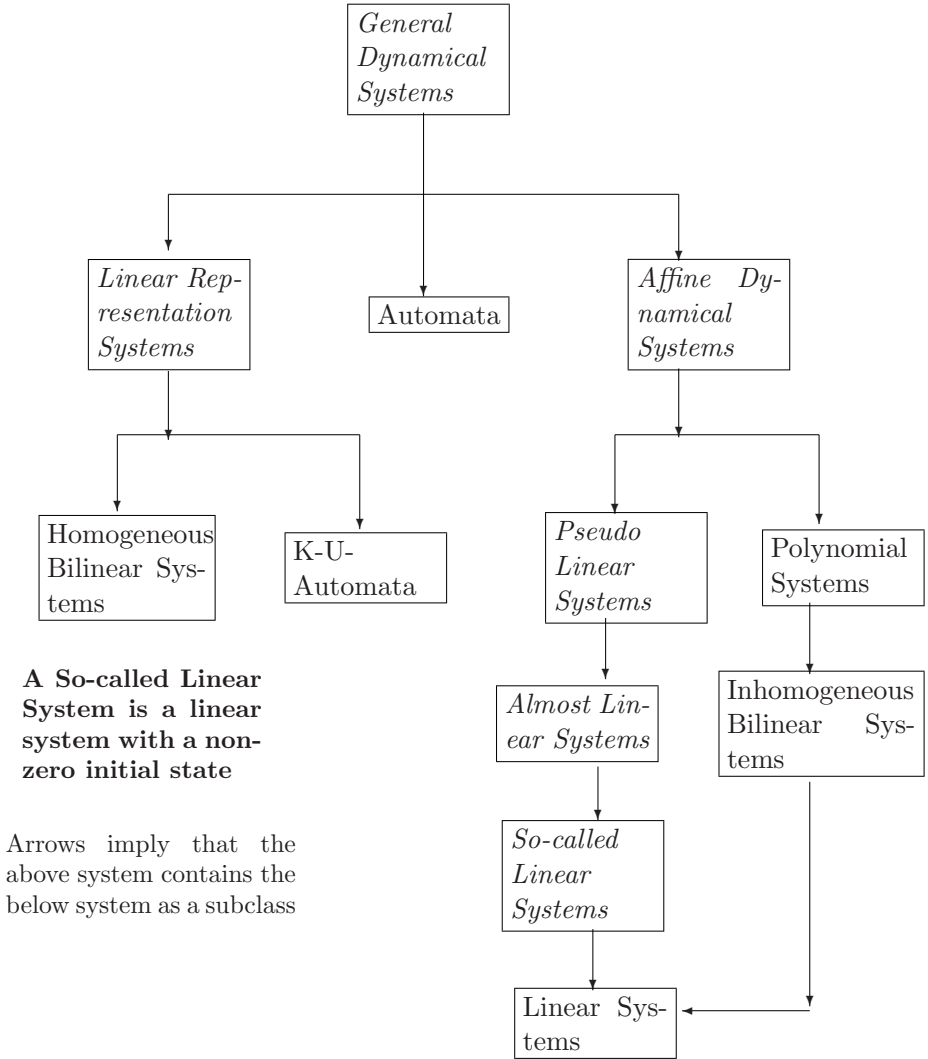 General
Dynamical
Systems
Linear Rep-
resentation
Systems
Automata
Affine Dy-
namical
Systems
Homogeneous
Bilinear Sys-
tems
K-U-
Automata
Pseudo
Linear
Systems
Polynomial
Systems
A So-called Linear
System is a linear
system with a non-
zero initial state
Almost Lin-
ear Systems
Inhomogeneous
Bilinear Sys-
tems
Arrows imply that the
above system contains the
below system as a subclass
So-called
Linear
Systems
Linear Sys-
tems